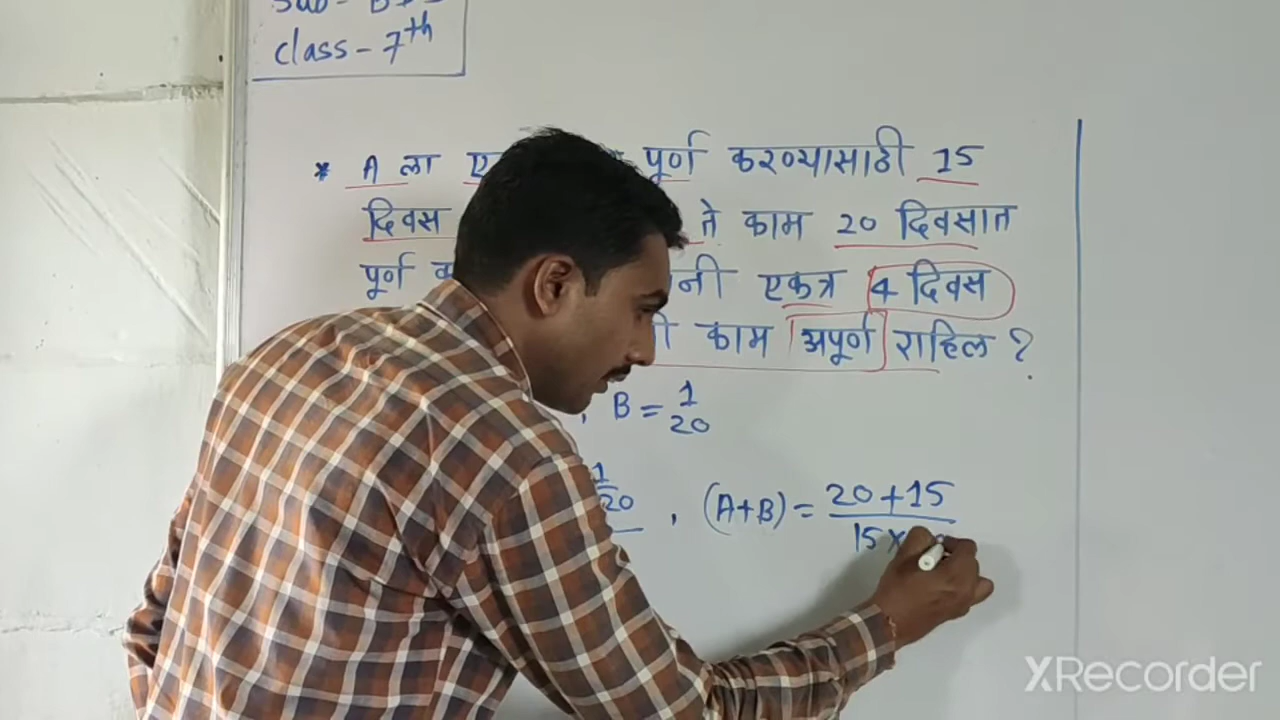 class - 7th
* A ला पूर्ण करण्यासाठी 15
दिवस ते काम 20 दिवसात
पूर्ण एकत्र 4 दिवस
काम अपूर्ण राहिल ?
, B = 1/20
1/20 , (A+B) = 20+15
15×
XRecorder